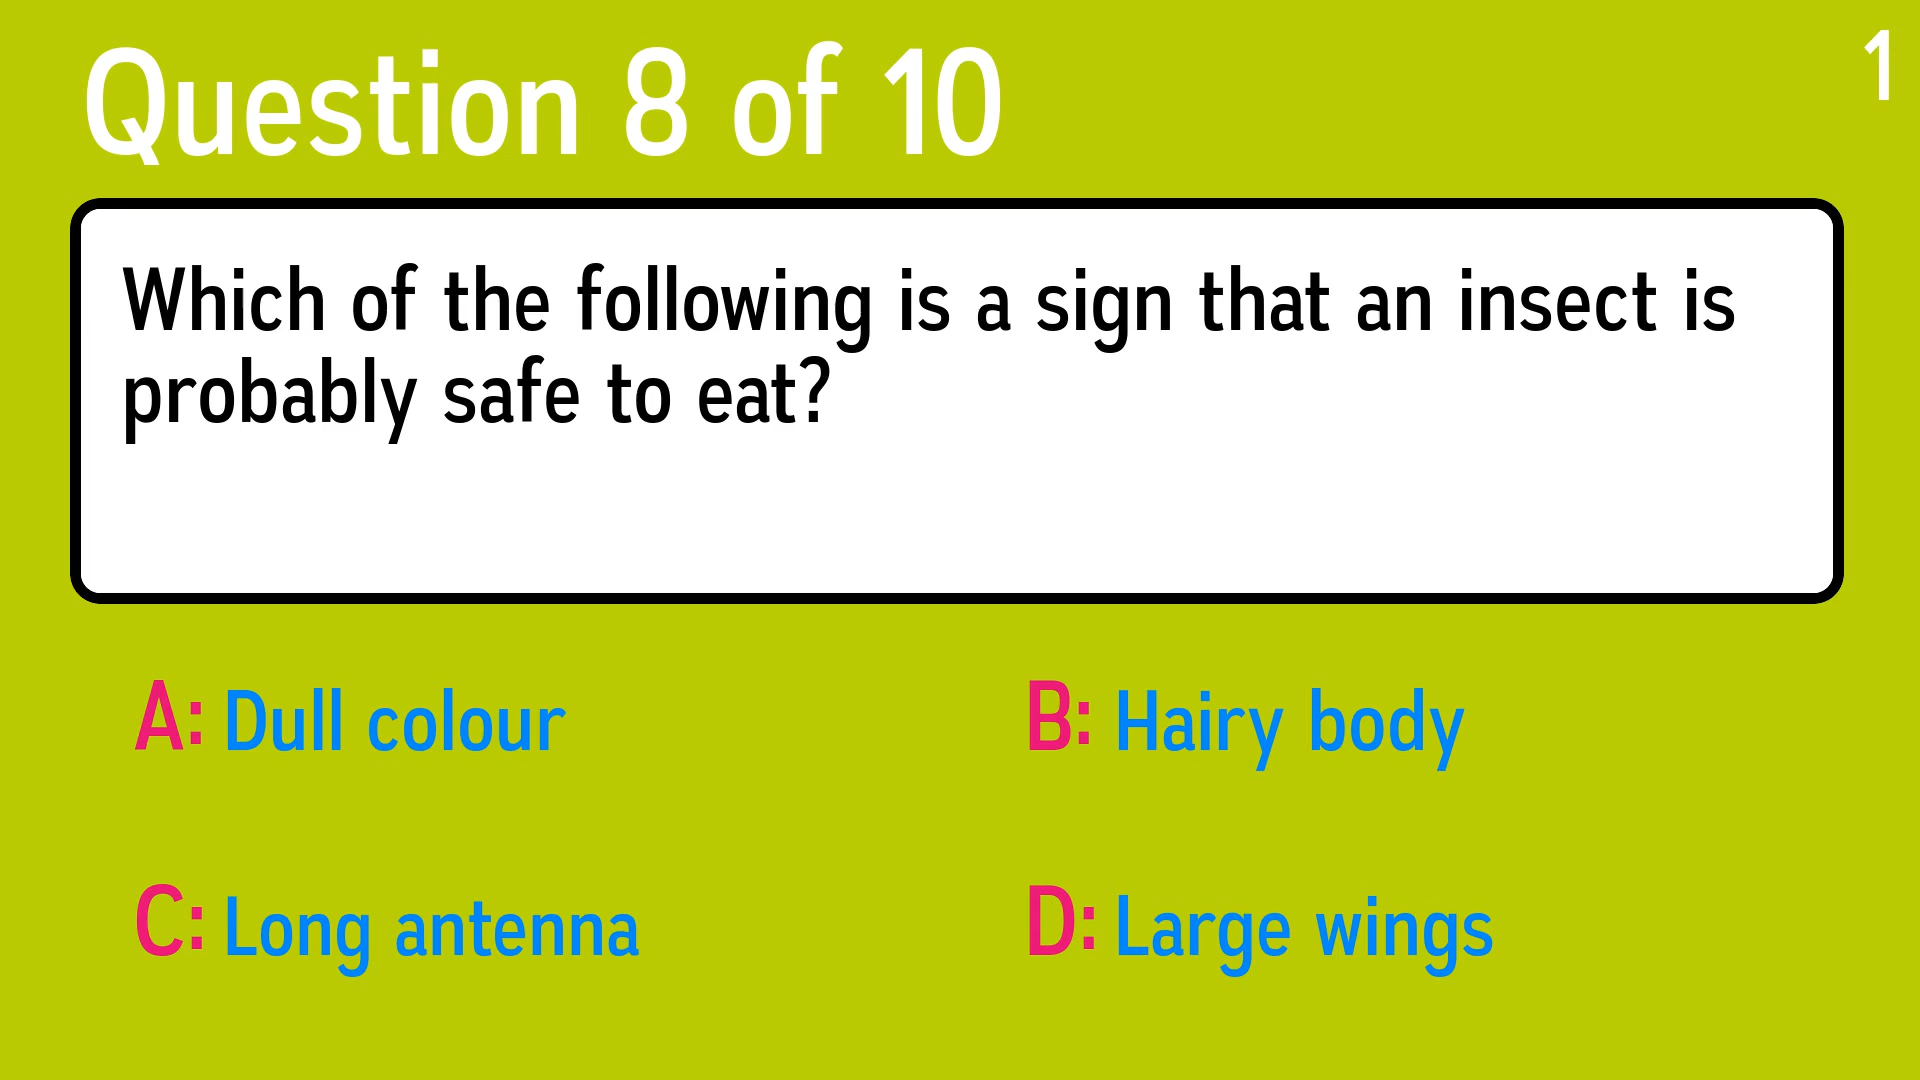 Question 8 of 10
1
Which of the following is a sign that an insect is
probably safe to eat?
A: Dull colour
B: Hairy body
C: Long antenna
D: Large wings